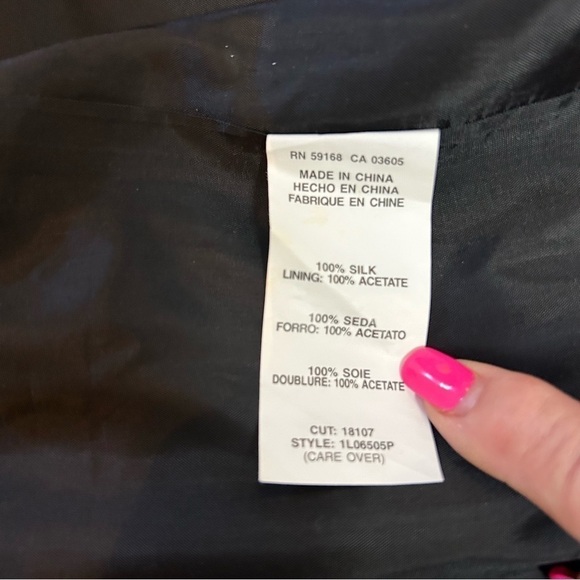 RN 59168 CA 03605
MADE IN CHINA
HECHO EN CHINA
FABRIQUE EN CHINE
100% SILK
LINING: 100% ACETATE
100% SEDA
FORRO: 100% ACETATO
100% SOIE
DOUBLURE: 100% ACETATE
CUT: 18107
STYLE: 1L06505P
(CARE OVER)